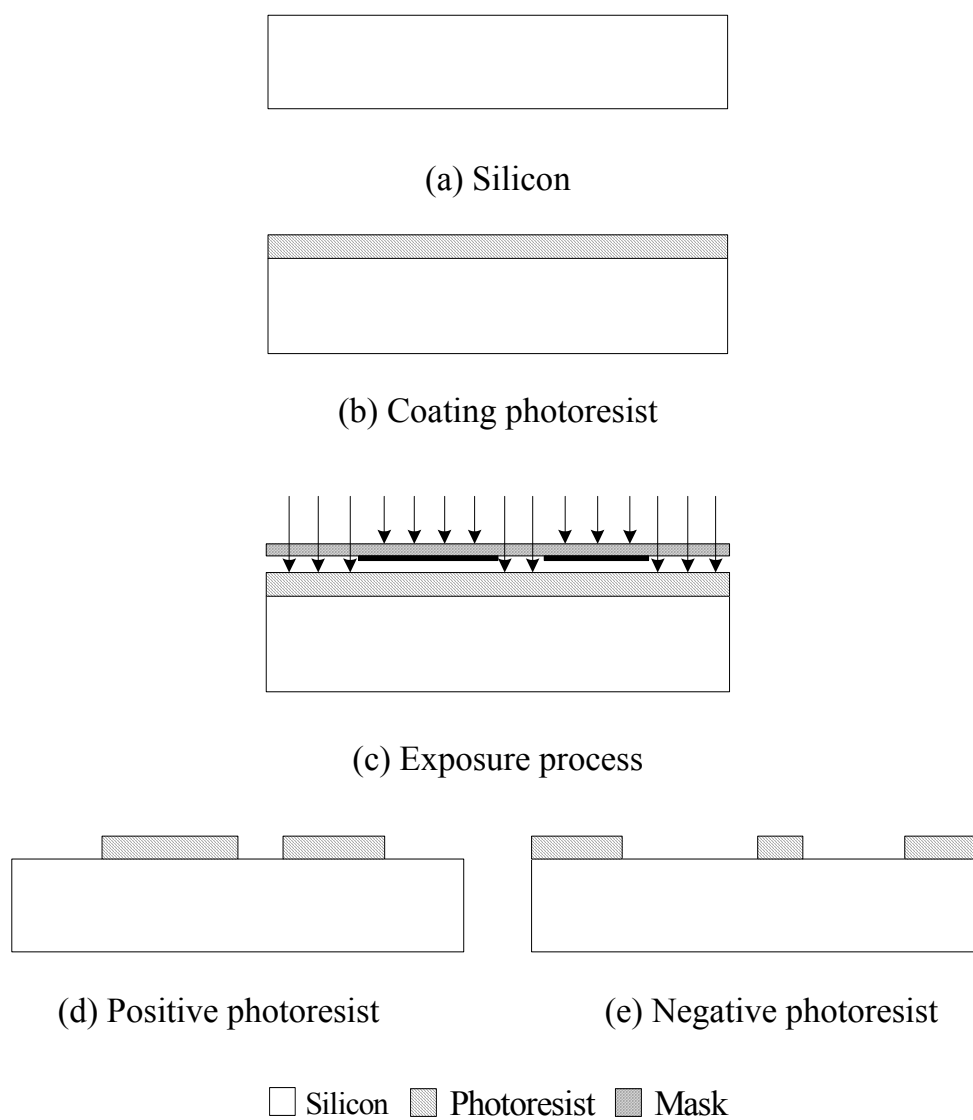 (a) Silicon
(b) Coating photoresist
(c) Exposure process
(d) Positive photoresist
(e) Negative photoresist
Silicon Photoresist Mask